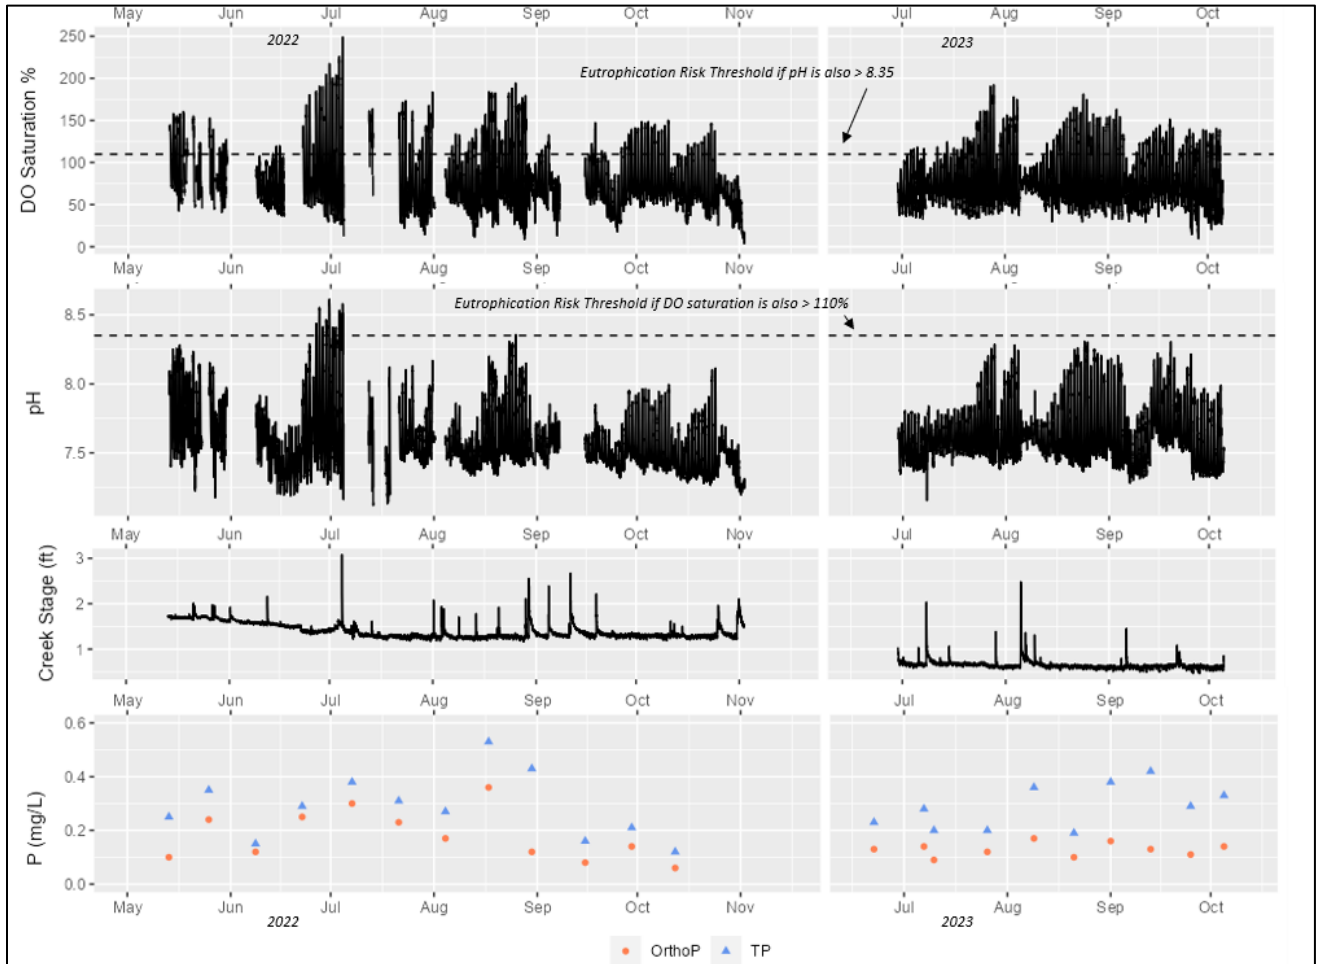 May Jun Jul Aug Sep Oct Nov Jul Aug Sep Oct
2022 2023
Eutrophication Risk Threshold if pH is also > 8.35
DO Saturation %
250
200
150
100
50
0
May Jun Jul Aug Sep Oct Nov Jul Aug Sep Oct
Eutrophication Risk Threshold if DO saturation is also > 110%
pH
8.5
8.0
7.5
May Jun Jul Aug Sep Oct Nov Jul Aug Sep Oct
Creek Stage (ft)
3
2
1
May Jun Jul Aug Sep Oct Nov Jul Aug Sep Oct
P (mg/L)
0.6
0.4
0.2
0.0
May Jun Jul Aug Sep Oct Nov Jul Aug Sep Oct
2022 2023
OrthoP TP